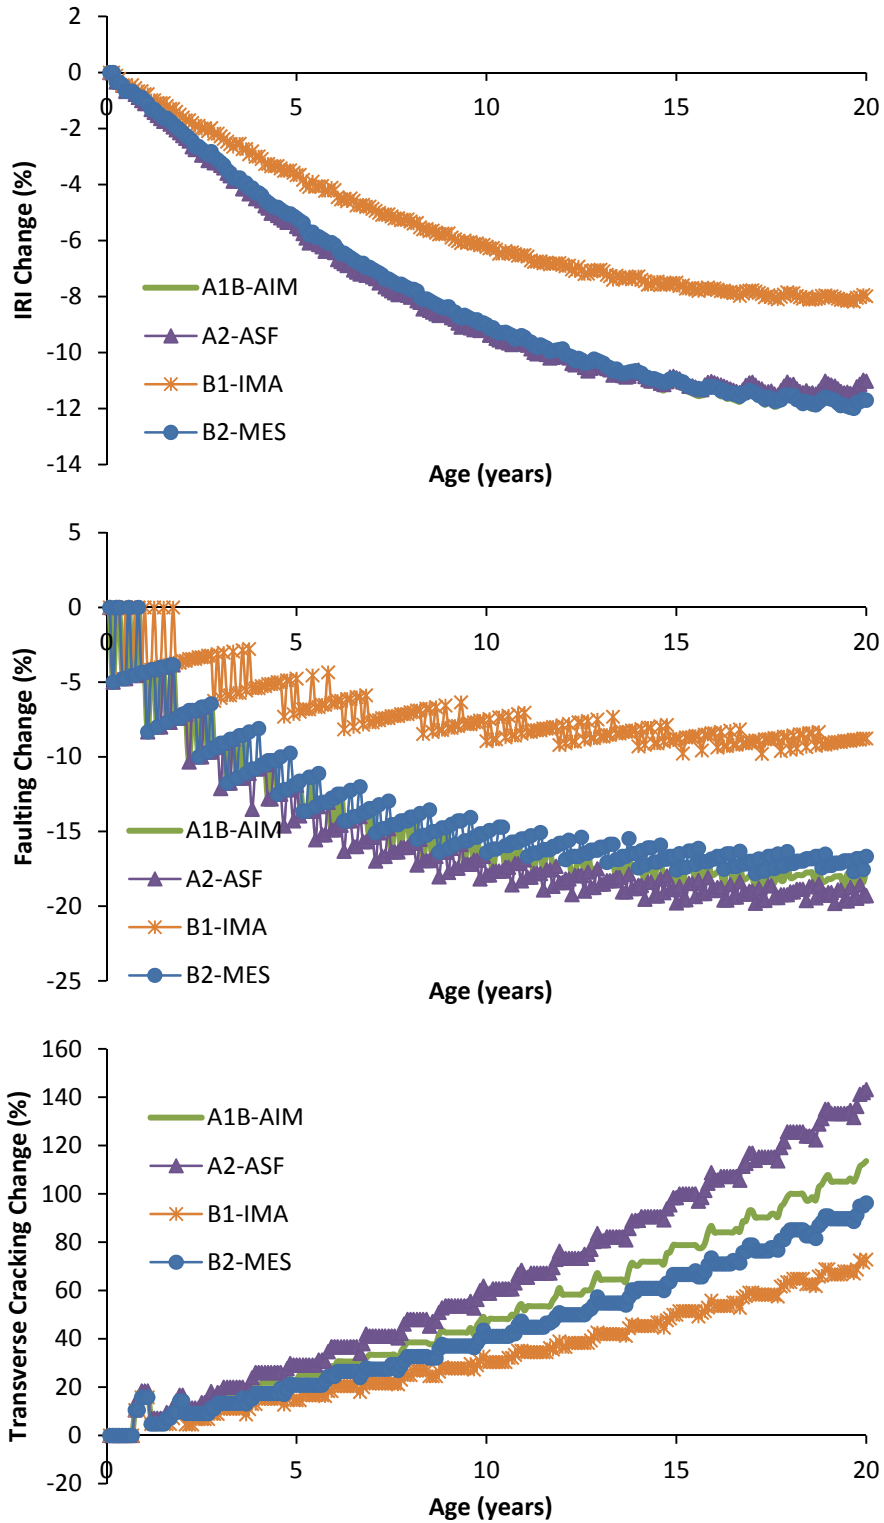 2
0
0 5 10 15 20
-2
-4
-6
-8
-10
-12
-14
IRI Change (%)
A1B-AIM
A2-ASF
B1-IMA
B2-MES
Age (years)
5
0
0 5 10 15 20
-5
-10
-15
-20
-25
Faulting Change (%)
A1B-AIM
A2-ASF
B1-IMA
B2-MES
Age (years)
160
140
120
100
80
60
40
20
0
-20
Transverse Cracking Change (%)
A1B-AIM
A2-ASF
B1-IMA
B2-MES
0 5 10 15 20
Age (years)